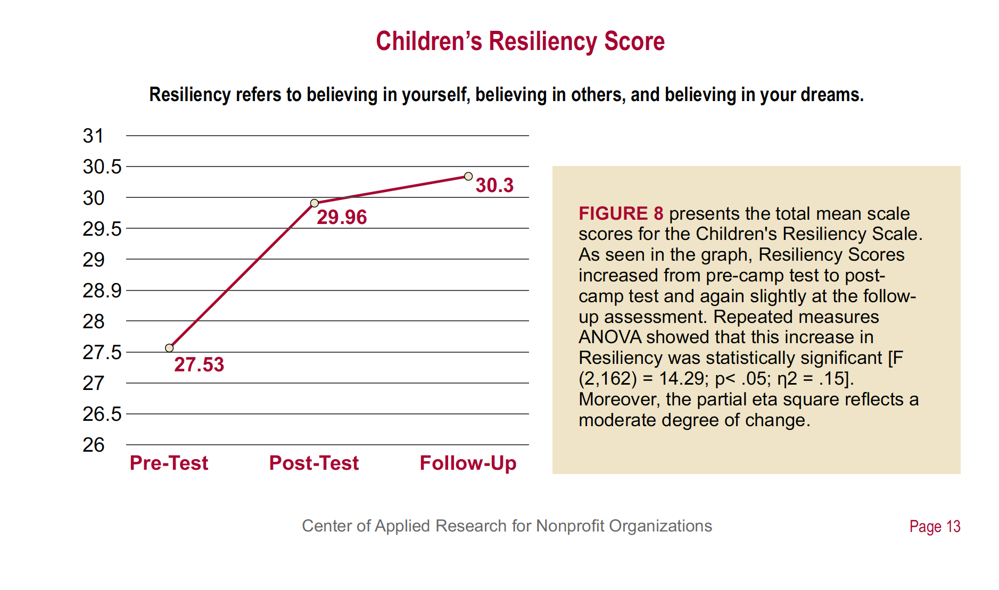 Children’s Resiliency Score
Resiliency refers to believing in yourself, believing in others, and believing in your dreams.
31
30.5
30
29.5
29
28.9
28
27.5
27
26.5
26
27.53
29.96
30.3
Pre-Test
Post-Test
Follow-Up
FIGURE 8 presents the total mean scale
scores for the Children's Resiliency Scale.
As seen in the graph, Resiliency Scores
increased from pre-camp test to post-
camp test and again slightly at the follow-
up assessment. Repeated measures
ANOVA showed that this increase in
Resiliency was statistically significant [F
(2,162) = 14.29; p< .05; η2 = .15].
Moreover, the partial eta square reflects a
moderate degree of change.
Center of Applied Research for Nonprofit Organizations
Page 13